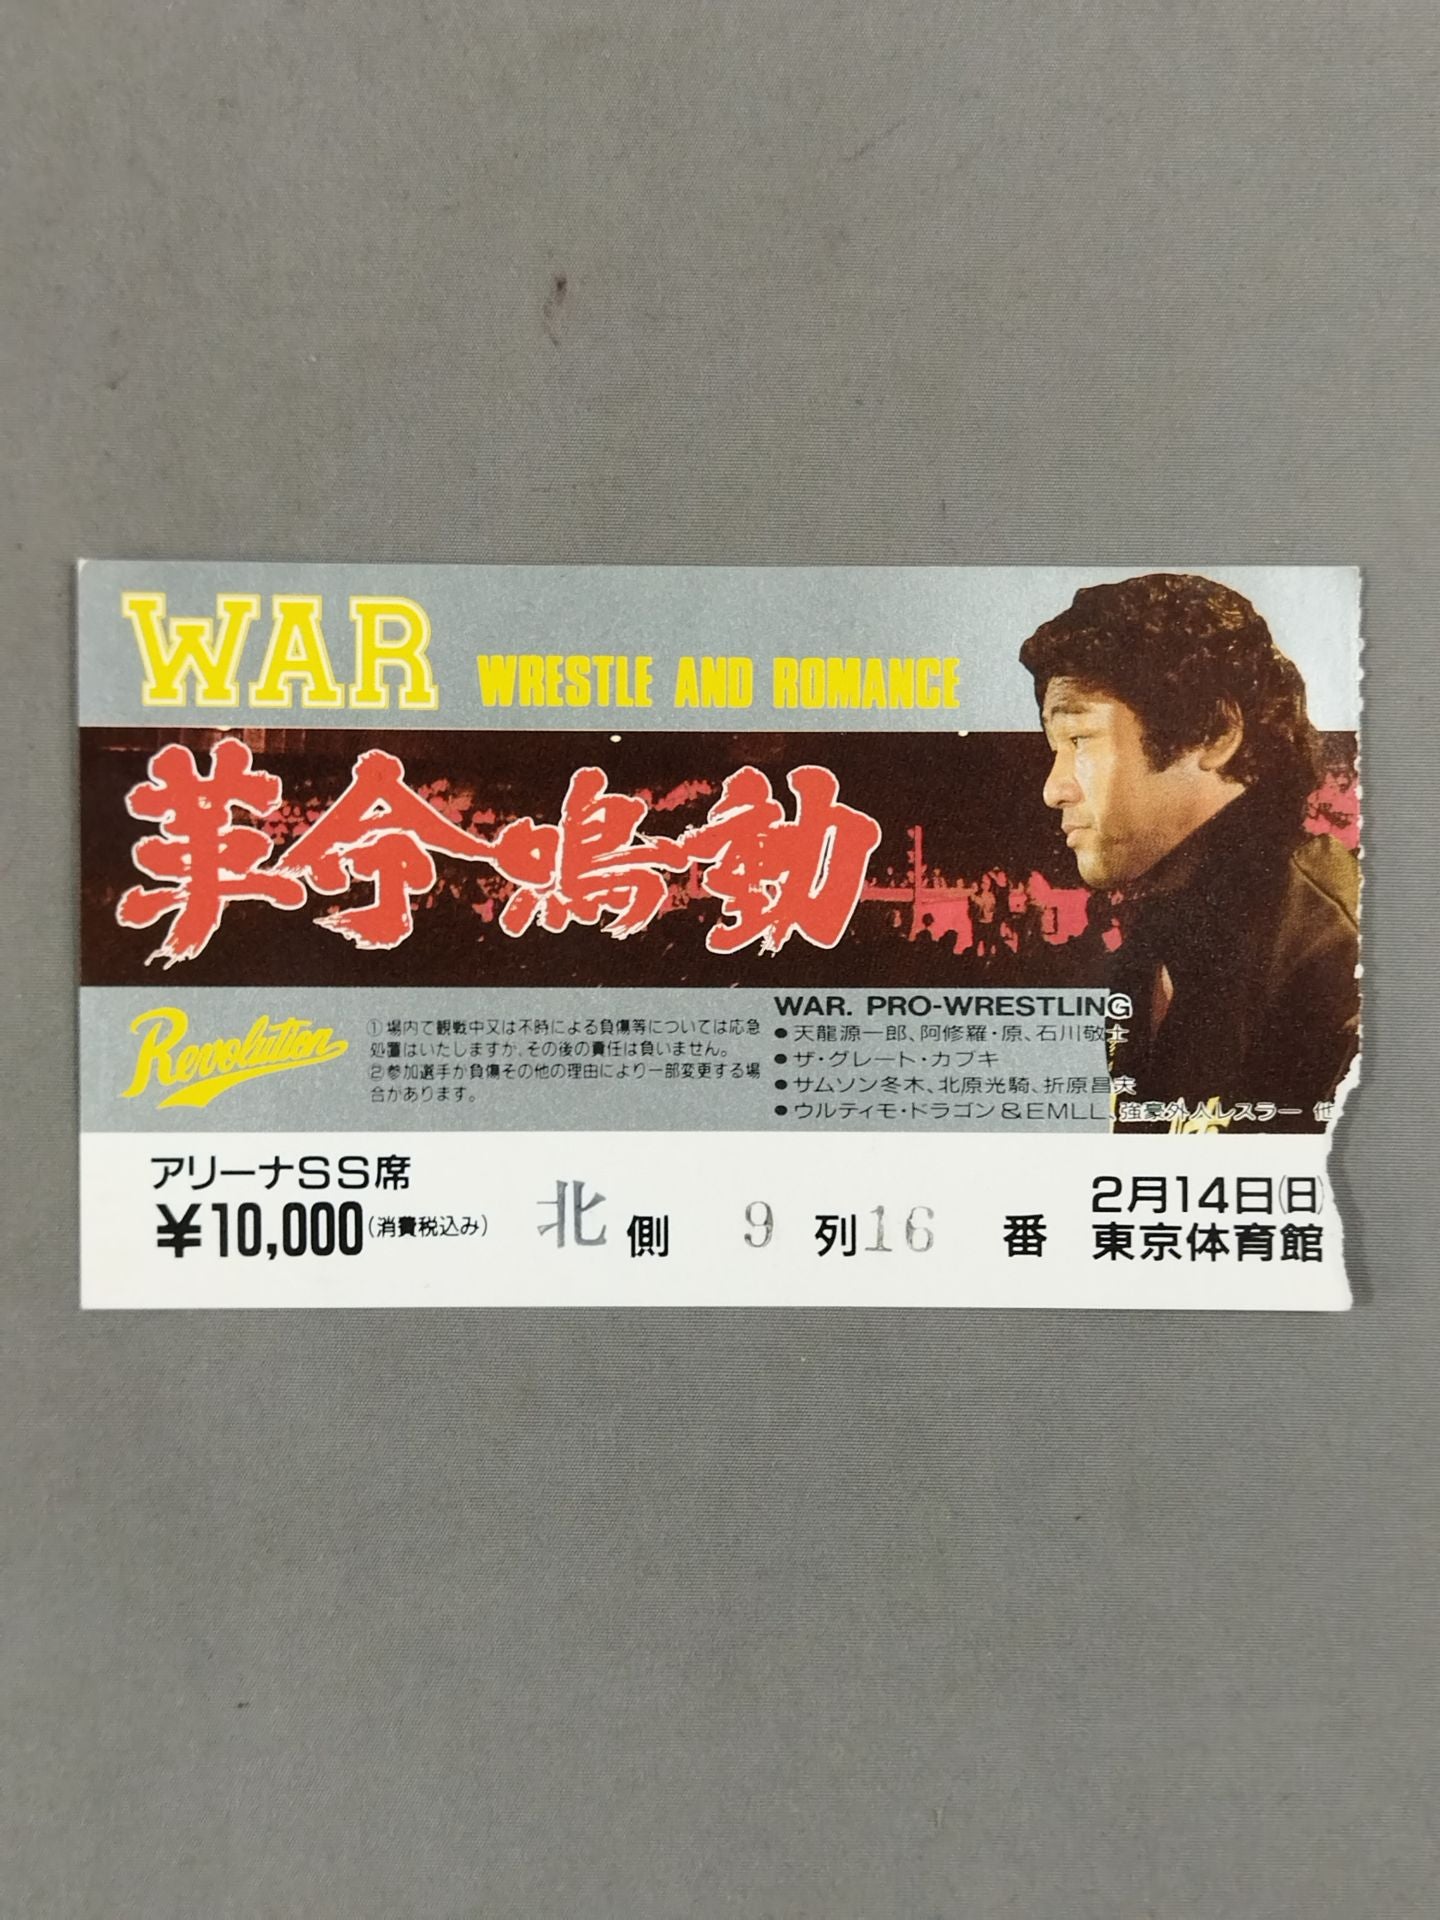 WAR WRESTLE AND ROMANCE
革命鳴動
Revolution
①場内で観戦中又は不時による負傷等については応急
処置はいたしますが、その後の責任は負いません。
②参加選手が負傷その他の理由により一部変更する場
合があります。
WAR. PRO-WRESTLING
●天龍源一郎、阿修羅・原、石川敬士
●ザ・グレート・カブキ
●サムソン冬木、北原光騎、折原昌夫
●ウルティモ・ドラゴン&EMLL、強豪外人レスラー 他
アリーナSS席
¥10,000(消費税込み)
北側 9列16番
2月14日(日)
東京体育館